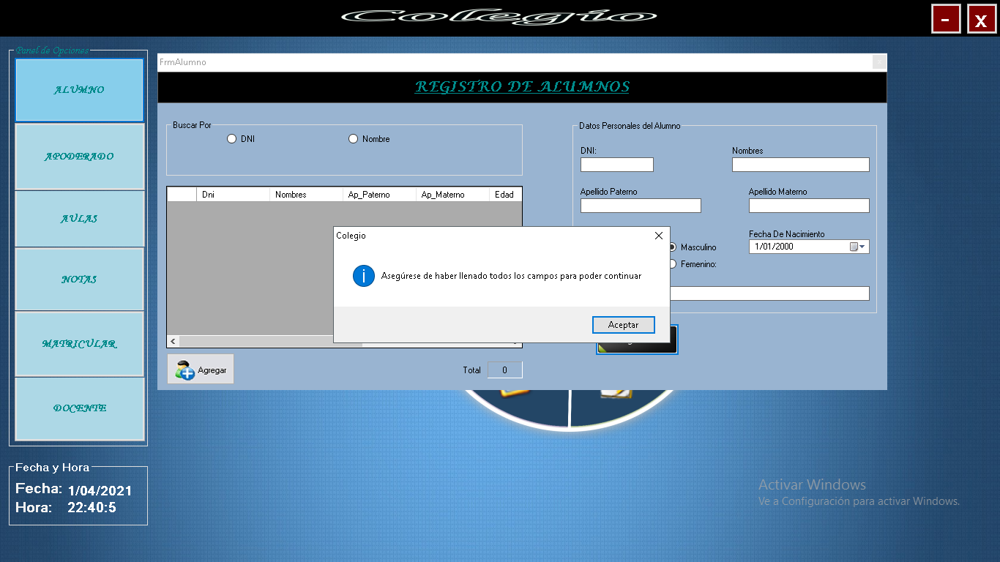 Colegio
- x
Panel de Opciones
ALUMNO
APODERADO
AULAS
NOTAS
MATRICULAR
DOCENTE
Fecha y Hora
Fecha: 1/04/2021
Hora: 22:40:5
FrmAlumno
REGISTRO DE ALUMNOS
Buscar Por
DNI Nombre
Dni Nombres Ap_Paterno Ap_Materno Edad
Agregar
Total 0
Datos Personales del Alumno
DNI: Nombres
Apellido Paterno Apellido Materno
Masculino
Femenino:
Fecha De Nacimiento
1/01/2000
Colegio
Asegúrese de haber llenado todos los campos para poder continuar
Aceptar
Activar Windows
Ve a Configuración para activar Windows.